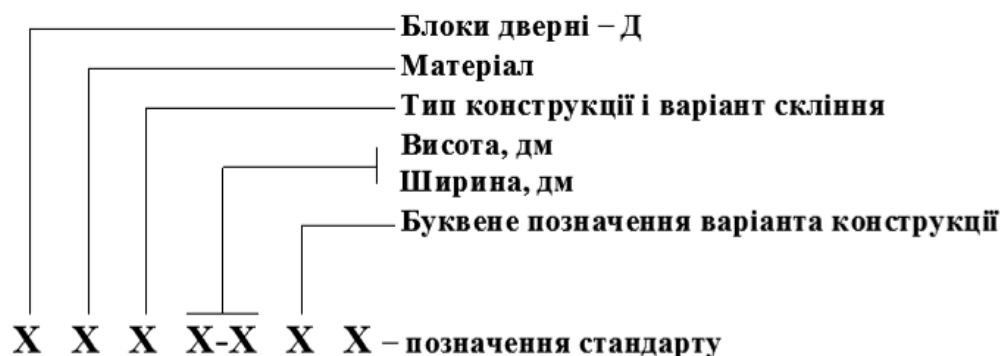 Блоки дверні – Д
Матеріал
Тип конструкції і варіант скління
Висота, дм
Ширина, дм
Буквене позначення варіанта конструкції
Х Х Х Х-Х Х Х – позначення стандарту